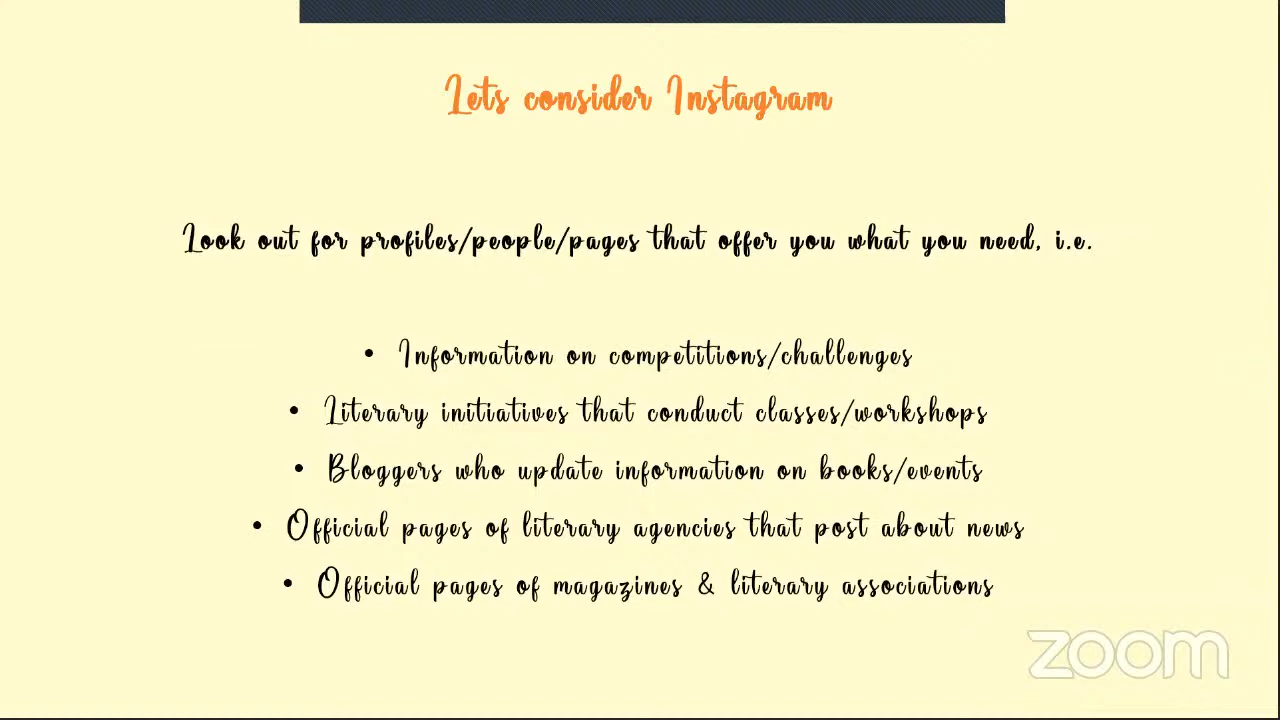 Lets consider Instagram
Look out for profiles/people/pages that offer you what you need, i.e.
• Information on competitions/challenges
• Literary initiatives that conduct classes/workshops
• Bloggers who update information on books/events
• Official pages of literary agencies that post about news
• Official pages of magazines & literary associations
zoom